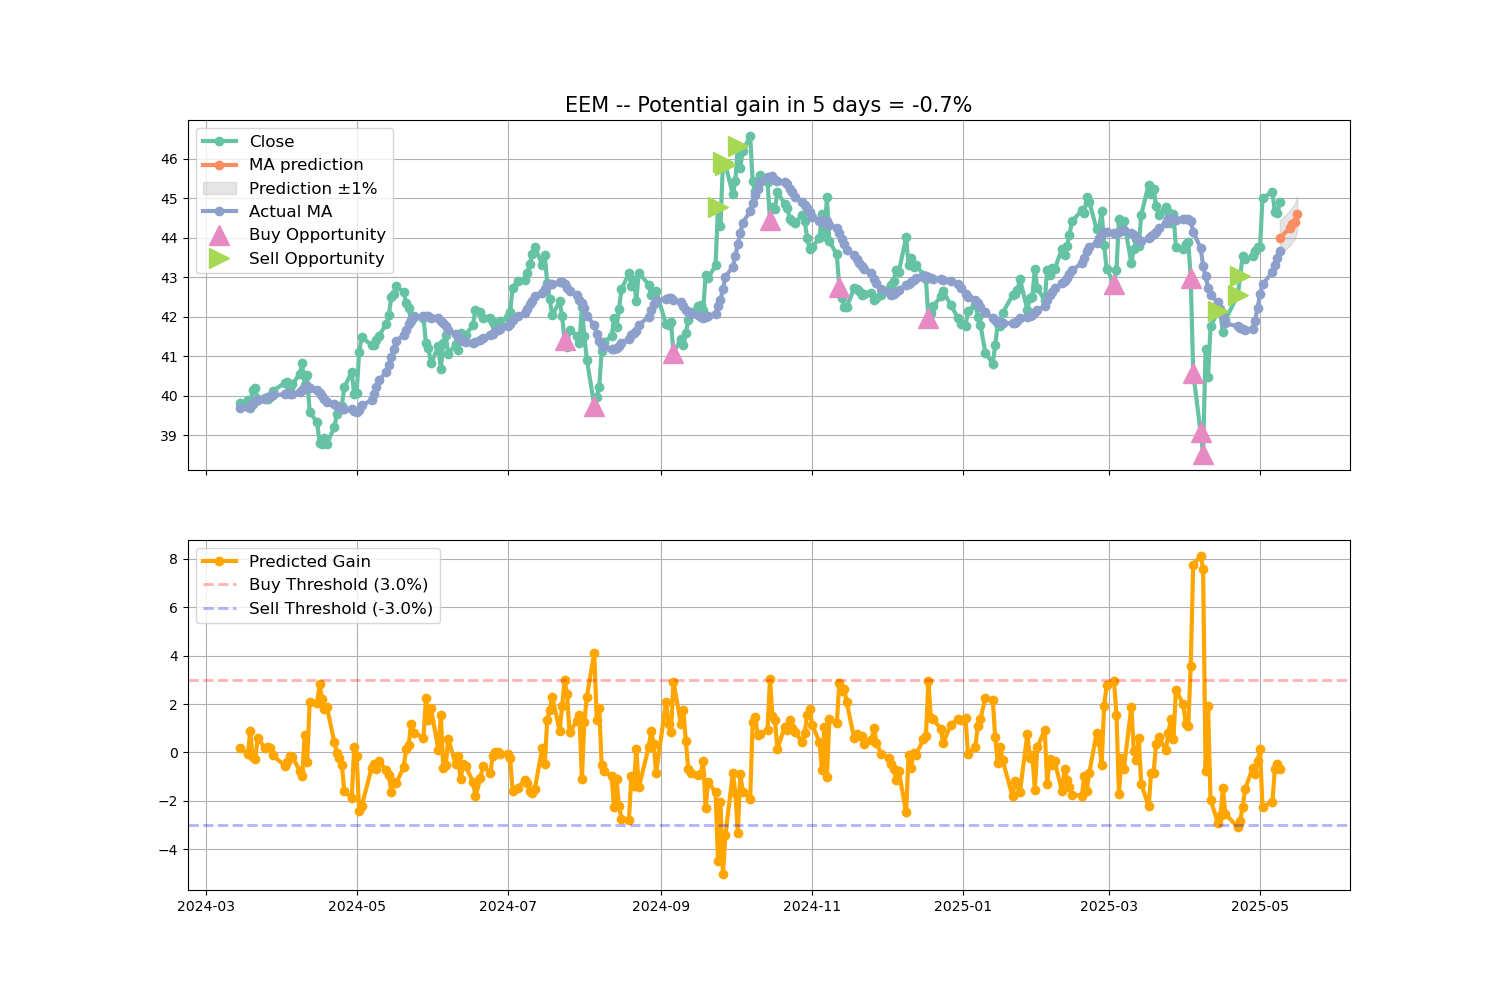 EEM -- Potential gain in 5 days = -0.7%
Close
MA prediction
Prediction ±1%
Actual MA
Buy Opportunity
Sell Opportunity
46
45
44
43
42
41
40
39
Predicted Gain
Buy Threshold (3.0%)
Sell Threshold (-3.0%)
8
6
4
2
0
−2
−4
2024-03
2024-05
2024-07
2024-09
2024-11
2025-01
2025-03
2025-05